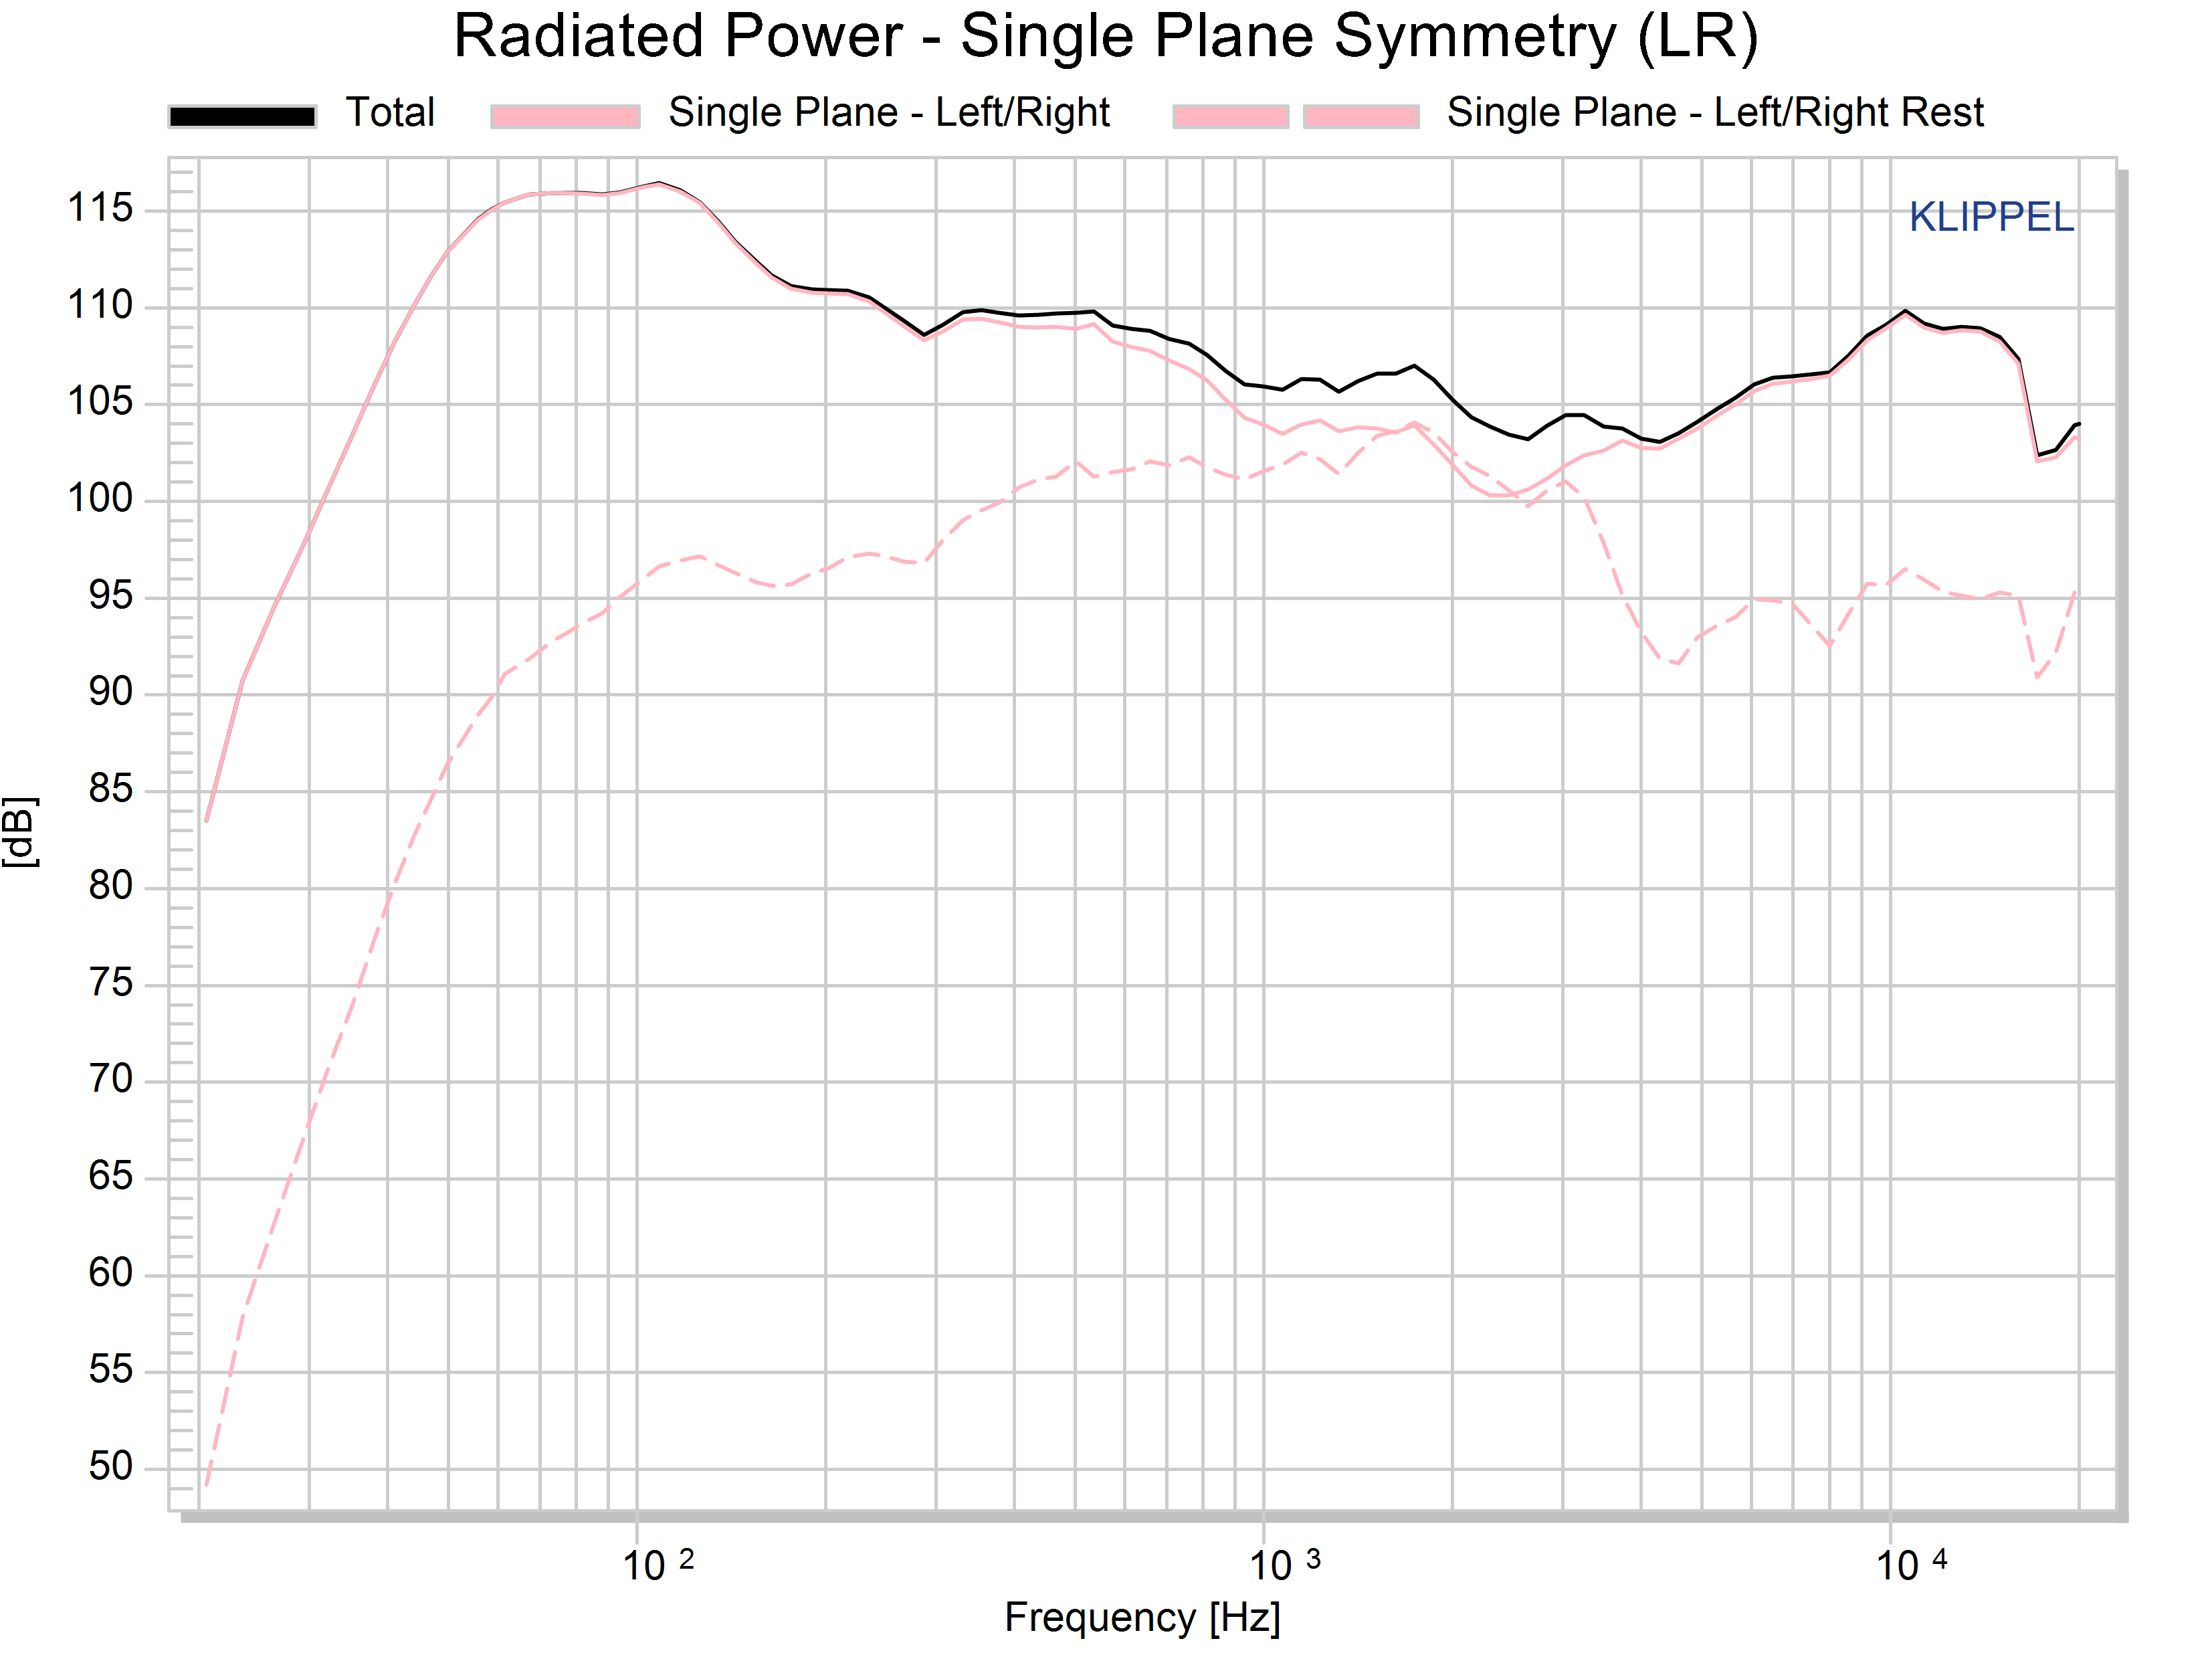 Radiated Power - Single Plane Symmetry (LR)
Total Single Plane - Left/Right Single Plane - Left/Right Rest
KLIPPEL
115
110
105
100
95
90
85
80
75
70
65
60
55
50
[dB]
10 2 10 3 10 4
Frequency [Hz]